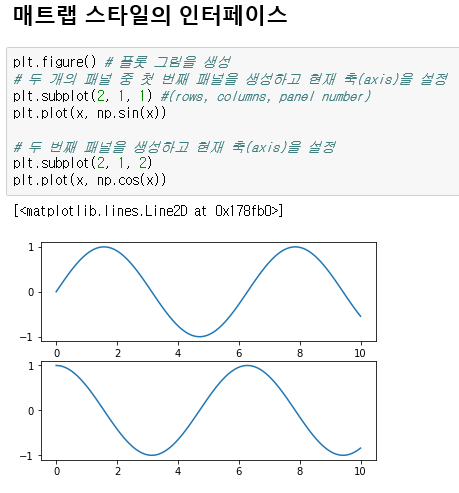 매트랩 스타일의 인터페이스
plt.figure() # 플롯 그림을 생성
# 두 개의 패널 중 첫 번째 패널을 생성하고 현재 축(axis)을 설정
plt.subplot(2, 1, 1) #(rows, columns, panel number)
plt.plot(x, np.sin(x))
# 두 번째 패널을 생성하고 현재 축(axis)을 설정
plt.subplot(2, 1, 2)
plt.plot(x, np.cos(x))
[<matplotlib.lines.Line2D at 0x178fb0>]
1
0
−1
0 2 4 6 8 10
1
0
−1
0 2 4 6 8 10